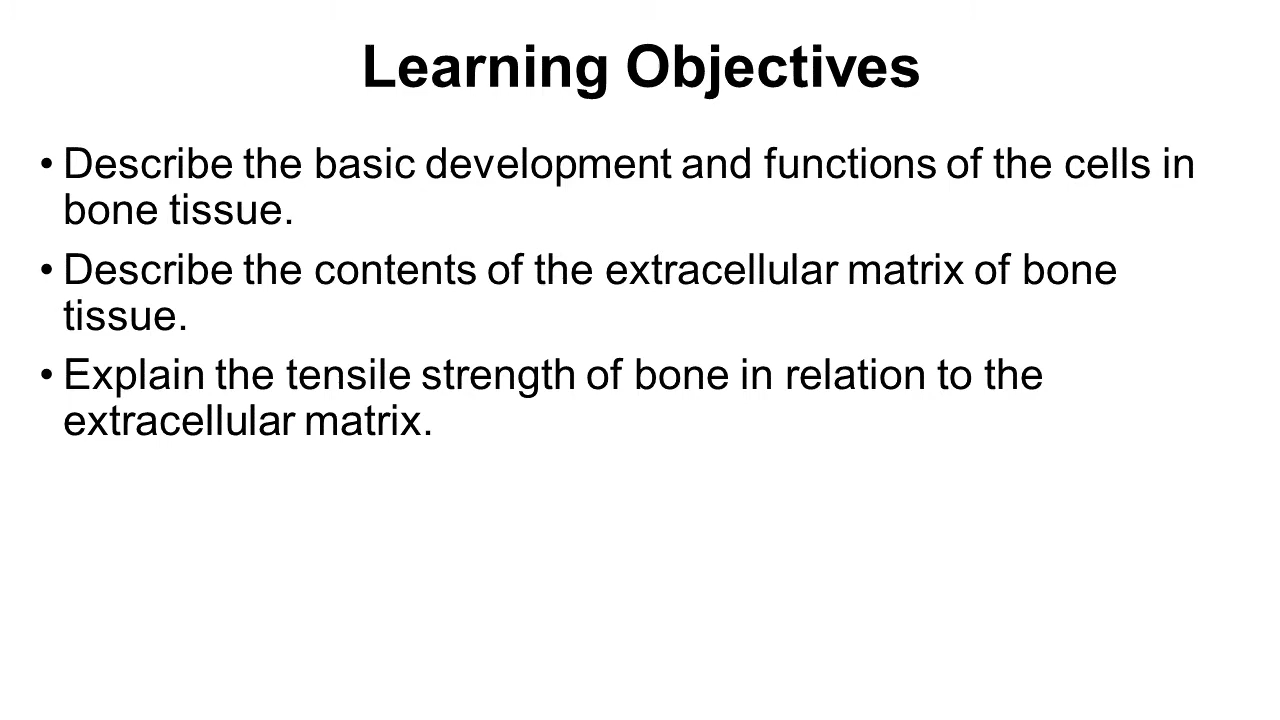 Learning Objectives
• Describe the basic development and functions of the cells in
bone tissue.
• Describe the contents of the extracellular matrix of bone
tissue.
• Explain the tensile strength of bone in relation to the
extracellular matrix.